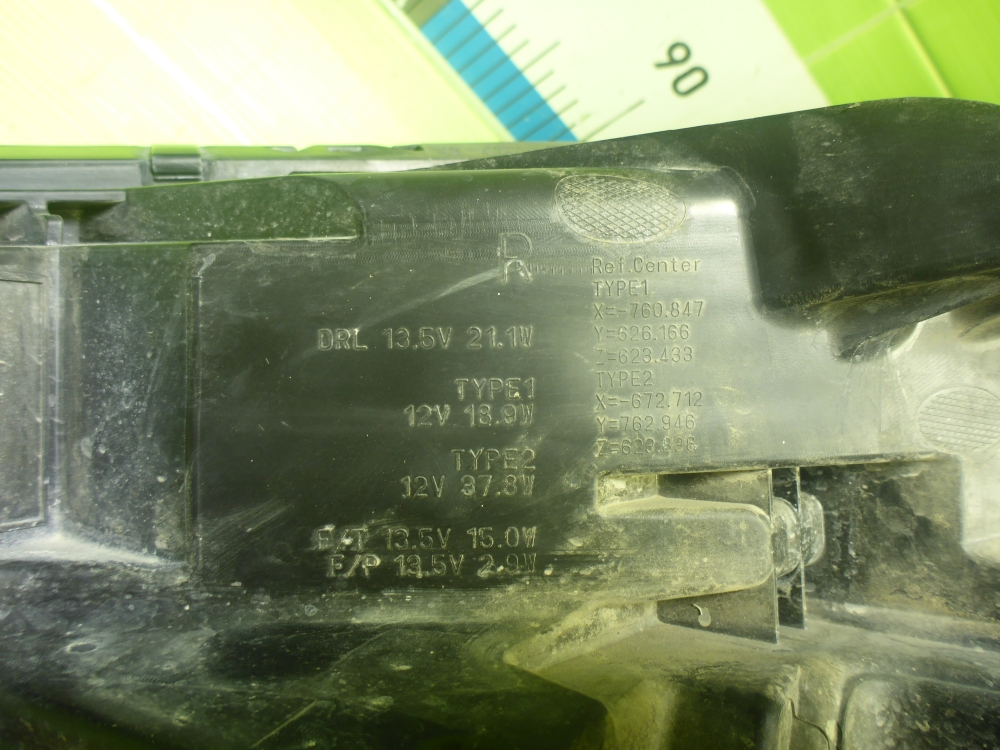 90
R
Ref.Center
TYPE1
X=-760.847
Y=626.166
Z=623.433
TYPE2
X=-672.712
Y=762.946
DRL 13.5V 21.1W
TYPE1
12V 18.9W
TYPE2
12V 37.8W
F/T 13.5V 15.0W
F/P 13.5V 2.9W